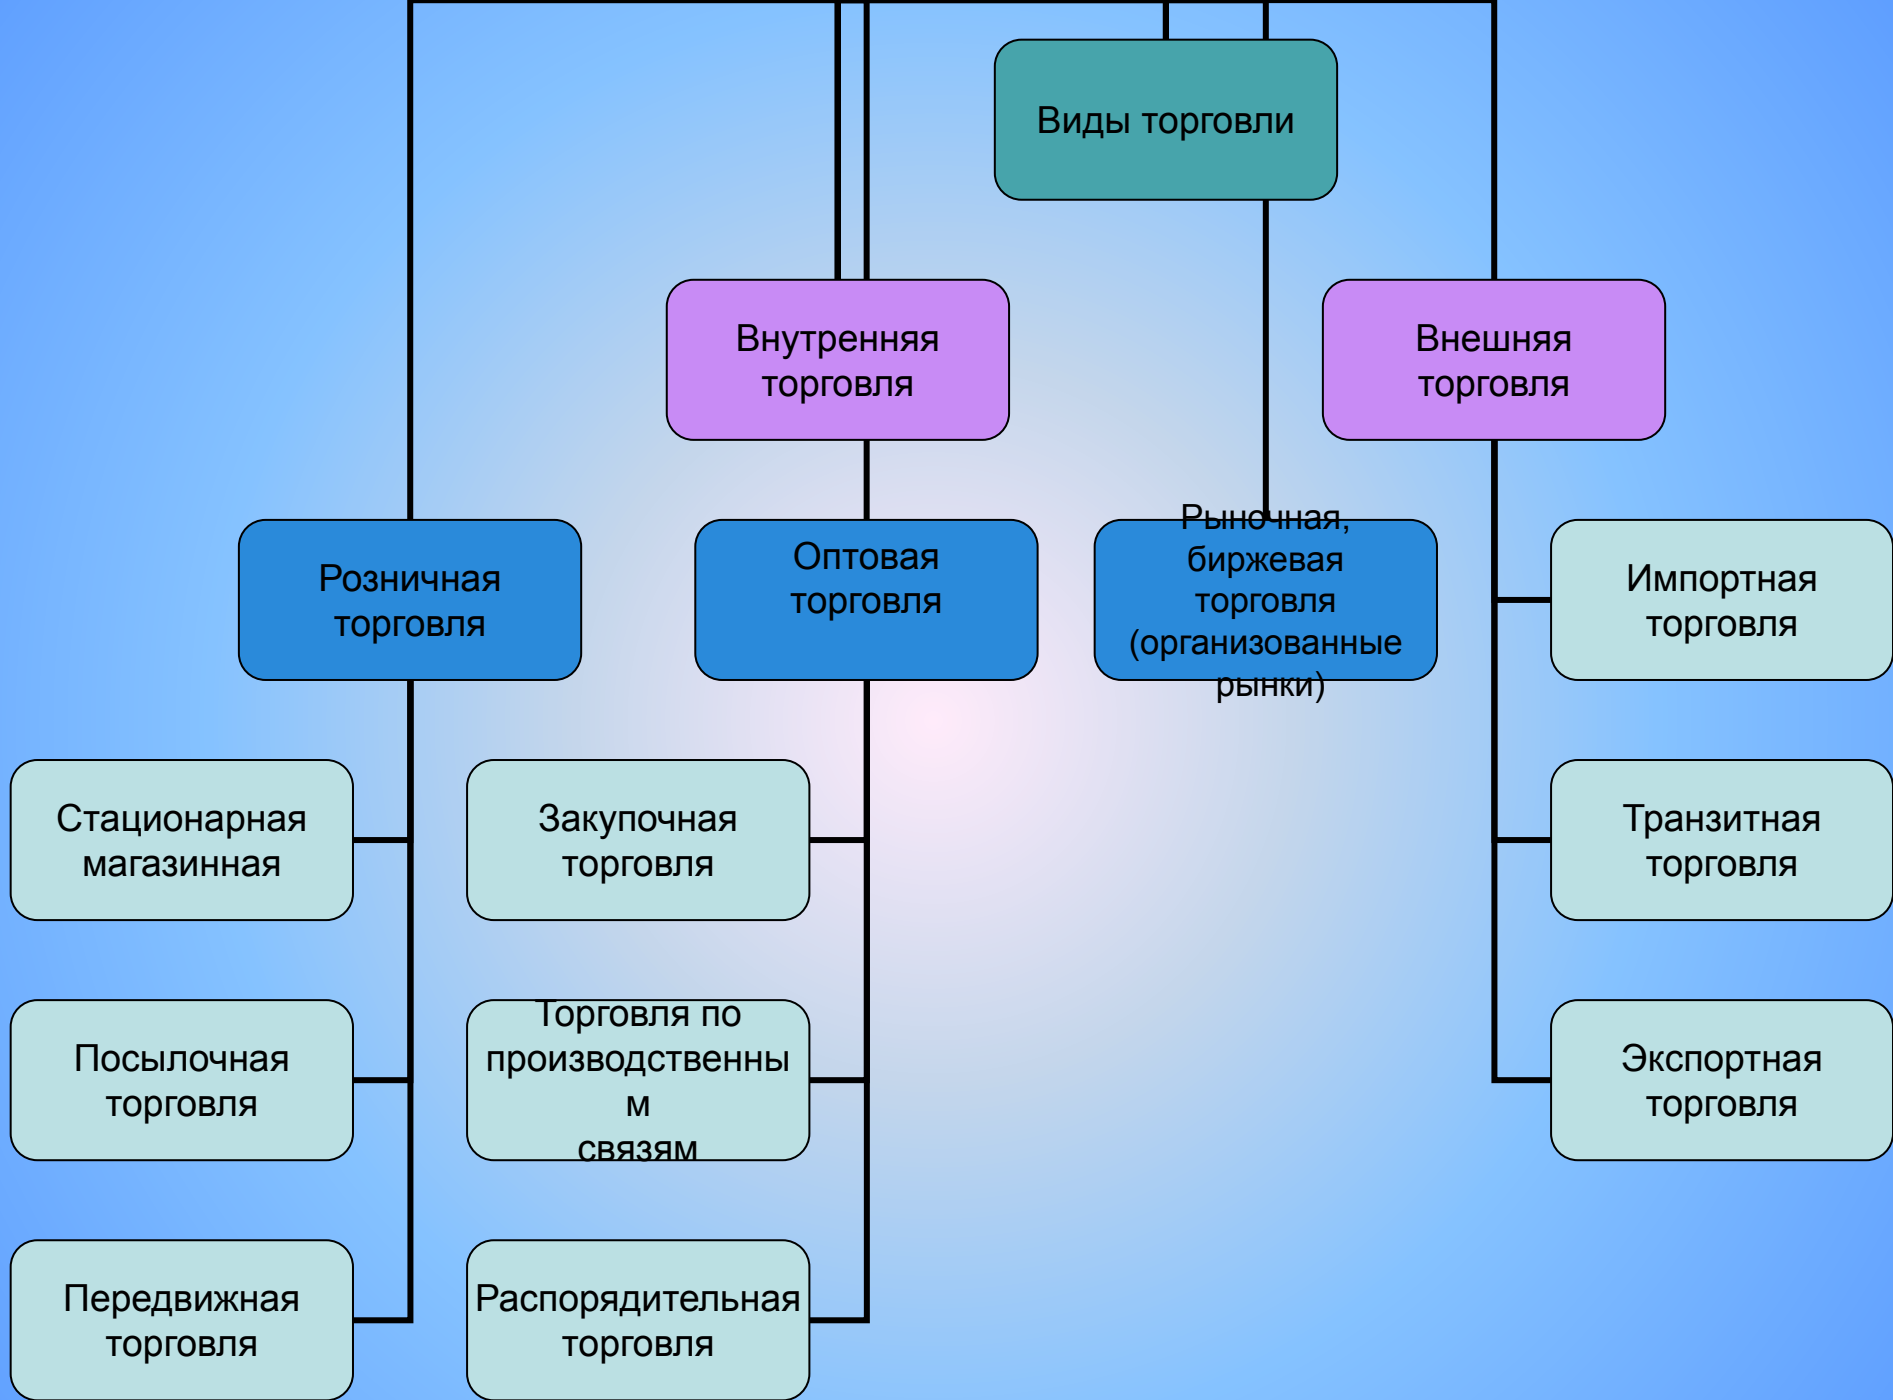 Виды торговли
Внутренняя
торговля
Внешняя
торговля
Розничная
торговля
Оптовая
торговля
Рыночная,
биржевая
торговля
(организованные
рынки)
Импортная
торговля
Стационарная
магазинная
Закупочная
торговля
Транзитная
торговля
Посылочная
торговля
Торговля по
производственны
м
связям
Экспортная
торговля
Передвижная
торговля
Распорядительная
торговля